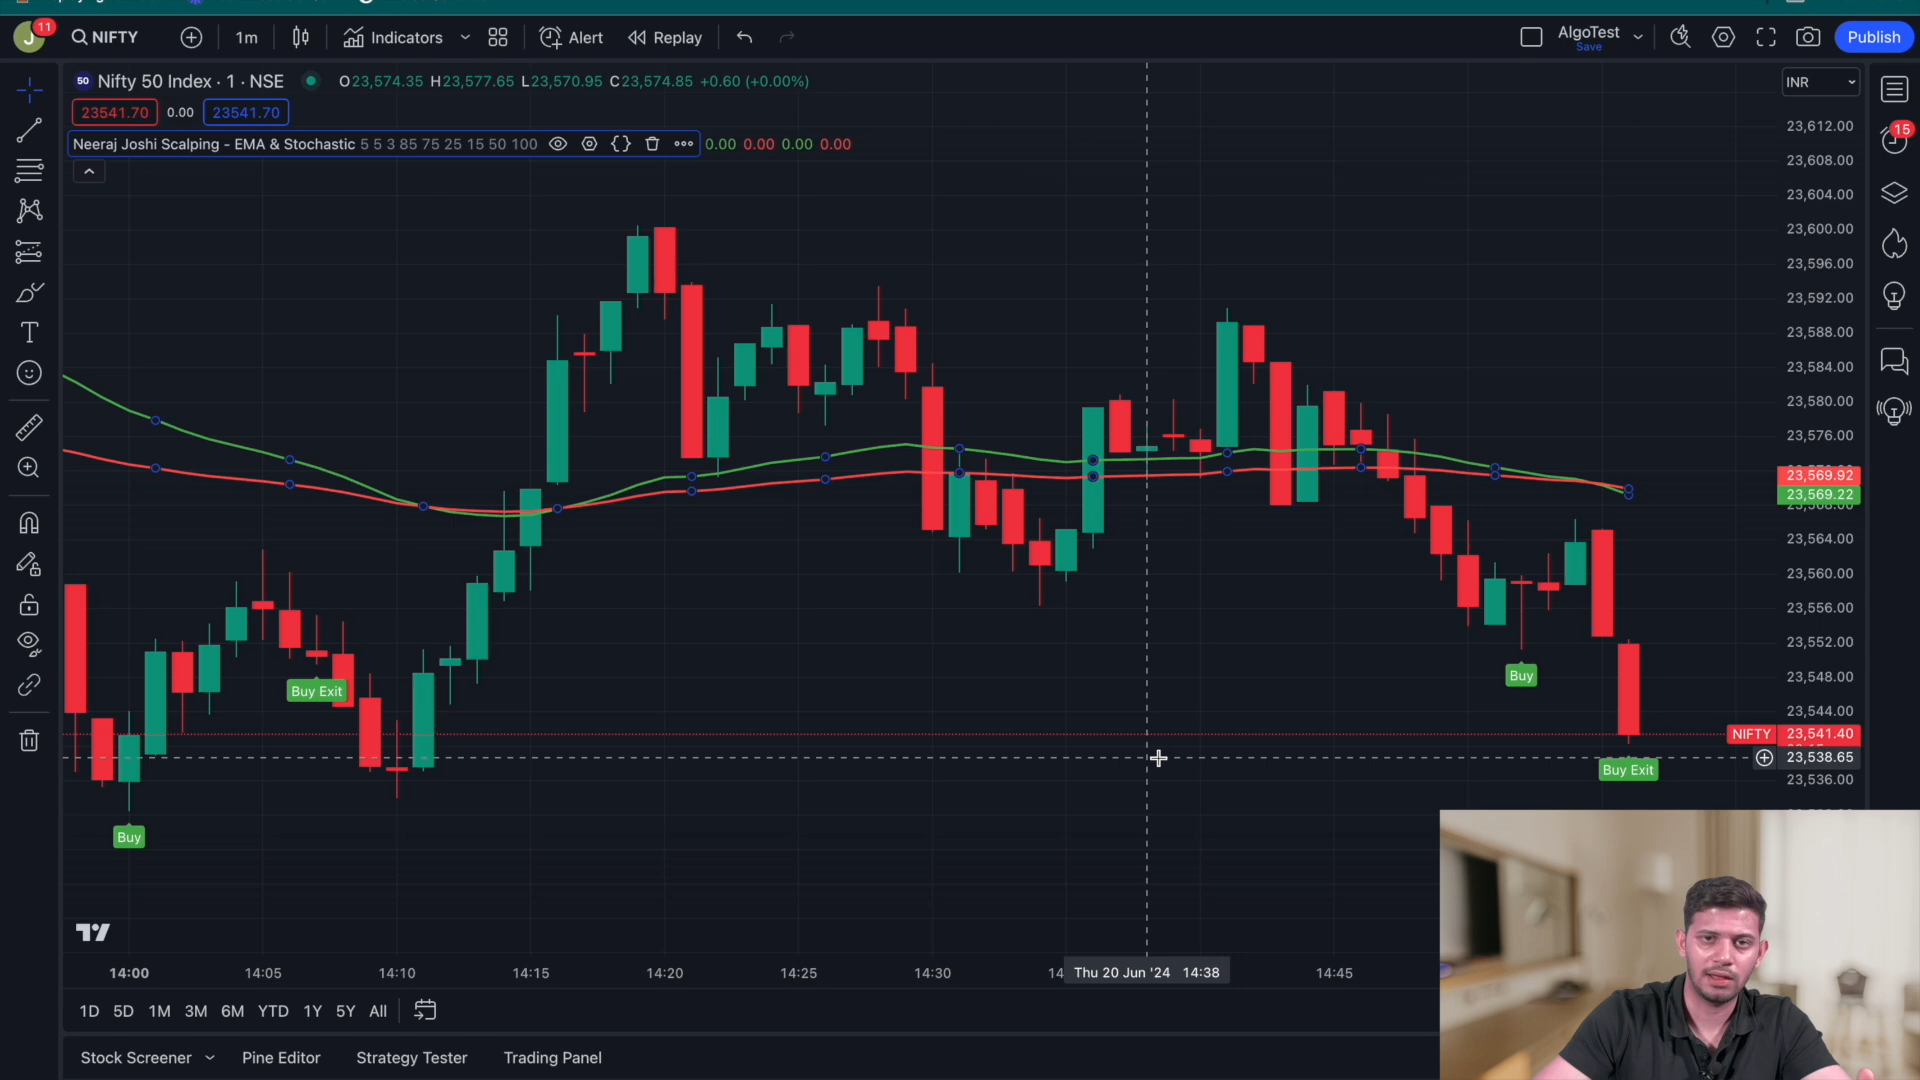 J 11 NIFTY 1m Indicators Alert Replay AlgoTest Save Publish
50 Nifty 50 Index · 1 · NSE O23,574.35 H23,577.65 L23,570.95 C23,574.85 +0.60 (+0.00%) INR
23541.70 0.00 23541.70
Neeraj Joshi Scalping - EMA & Stochastic 5 5 3 85 75 25 15 50 100 0.00 0.00 0.00 0.00
15
23,612.00
23,608.00
23,604.00
23,600.00
23,596.00
23,592.00
23,588.00
23,584.00
23,580.00
23,576.00
23,569.92
23,569.22
23,564.00
23,560.00
23,556.00
23,552.00
23,548.00
23,544.00
NIFTY 23,541.40
23,538.65
23,536.00
Buy Exit
Buy
Buy
Buy Exit
14:00 14:05 14:10 14:15 14:20 14:25 14:30 Thu 20 Jun '24 14:38 14:45
1D 5D 1M 3M 6M YTD 1Y 5Y All
Stock Screener Pine Editor Strategy Tester Trading Panel